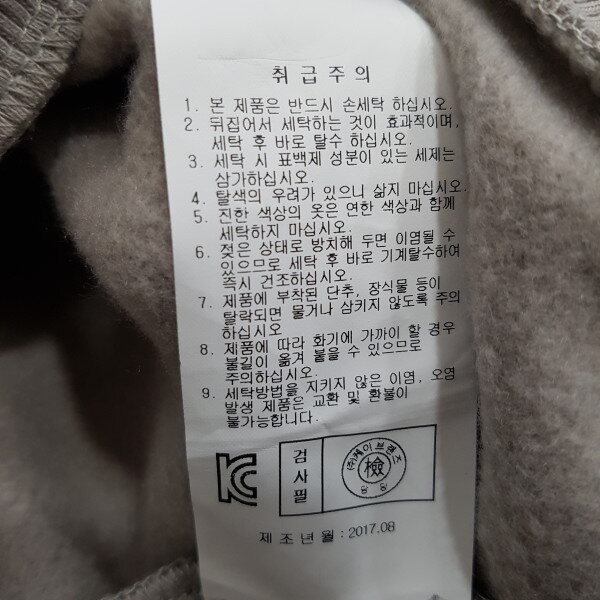 취급주의
1. 본 제품은 반드시 손세탁 하십시오.
2. 뒤집어서 세탁하는 것이 효과적이며,
세탁 후 바로 탈수 하십시오.
3. 세탁 시 표백제 성분이 있는 세제는
삼가하십시오.
4. 탈색의 우려가 있으니 삶지 마십시오.
5. 진한 색상의 옷은 연한 색상과 함께
세탁하지 마십시오.
6. 젖은 상태로 방치해 두면 이염될 수
있으므로 세탁 후 바로 기계탈수하여
즉시 건조하십시오.
7. 제품에 부착된 단추, 장식물 등이
탈락되면 물거나 삼키지 않도록 주의
하십시오
8. 제품에 따라 화기에 가까이 할 경우
불길이 옮겨 붙을 수 있으므로
주의하십시오.
9. 세탁방법을 지키지 않은 이염, 오염
발생 제품은 교환 및 환불이
불가능합니다.
KC
검사필
(주)제이브랜즈
檢
제조년월 : 2017.08